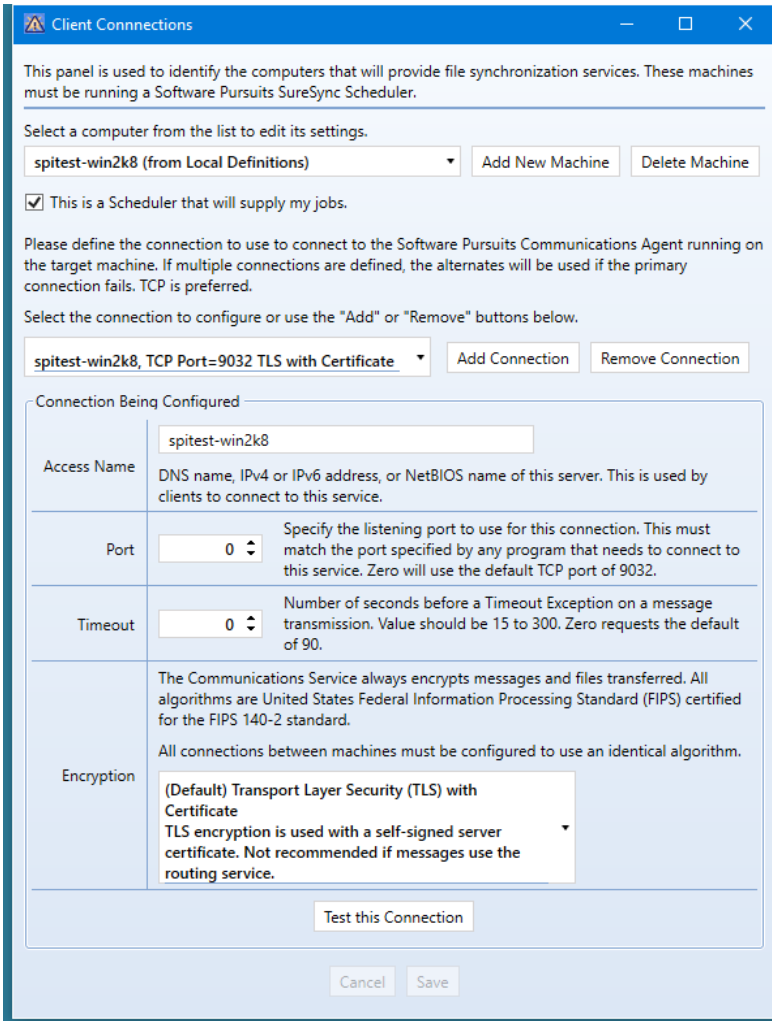 Client Connnections
This panel is used to identify the computers that will provide file synchronization services. These machines
must be running a Software Pursuits SureSync Scheduler.
Select a computer from the list to edit its settings.
spitest-win2k8 (from Local Definitions)
Add New Machine
Delete Machine
This is a Scheduler that will supply my jobs.
Please define the connection to use to connect to the Software Pursuits Communications Agent running on
the target machine. If multiple connections are defined, the alternates will be used if the primary
connection fails. TCP is preferred.
Select the connection to configure or use the "Add" or "Remove" buttons below.
spitest-win2k8, TCP Port=9032 TLS with Certificate
Add Connection
Remove Connection
Connection Being Configured
Access Name
spitest-win2k8
DNS name, IPv4 or IPv6 address, or NetBIOS name of this server. This is used by
clients to connect to this service.
Port
0
Specify the listening port to use for this connection. This must
match the port specified by any program that needs to connect to
this service. Zero will use the default TCP port of 9032.
Timeout
0
Number of seconds before a Timeout Exception on a message
transmission. Value should be 15 to 300. Zero requests the default
of 90.
Encryption
The Communications Service always encrypts messages and files transferred. All
algorithms are United States Federal Information Processing Standard (FIPS) certified
for the FIPS 140-2 standard.
All connections between machines must be configured to use an identical algorithm.
(Default) Transport Layer Security (TLS) with
Certificate
TLS encryption is used with a self-signed server
certificate. Not recommended if messages use the
routing service.
Test this Connection
Cancel
Save